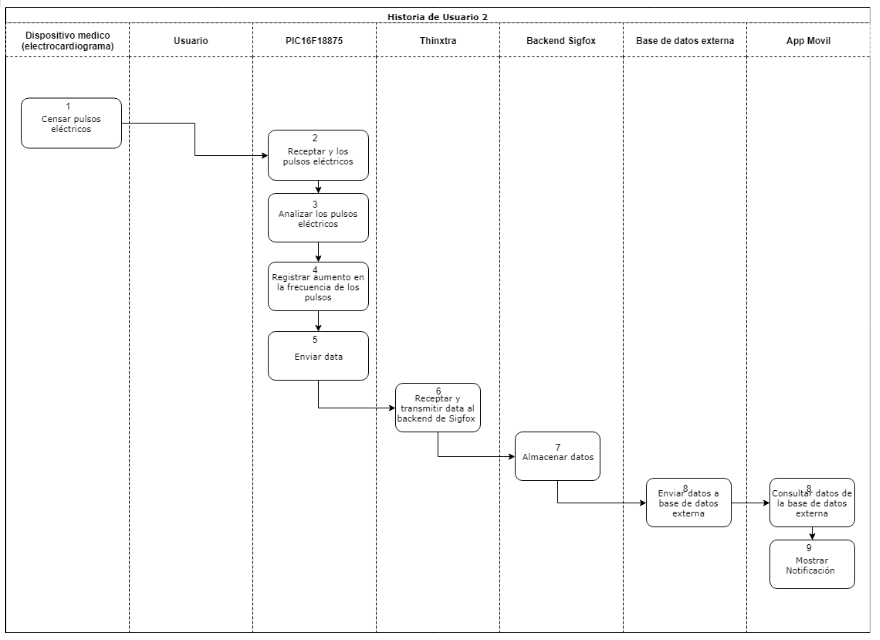 Historia de Usuario 2
Dispositivo medico
(electrocardiograma)
Usuario
PIC16F18875
Thinxtra
Backend Sigfox
Base de datos externa
App Movil
1
Censar pulsos
eléctricos
2
Receptar y los
pulsos eléctricos
3
Analizar los pulsos
eléctricos
4
Registrar aumento en
la frecuencia de los
pulsos
5
Enviar data
6
Receptar y
transmitir data al
backend de Sigfox
7
Almacenar datos
8
Enviar datos a
base de datos
externa
8
Consultar datos de
la base de datos
externa
9
Mostrar
Notificación